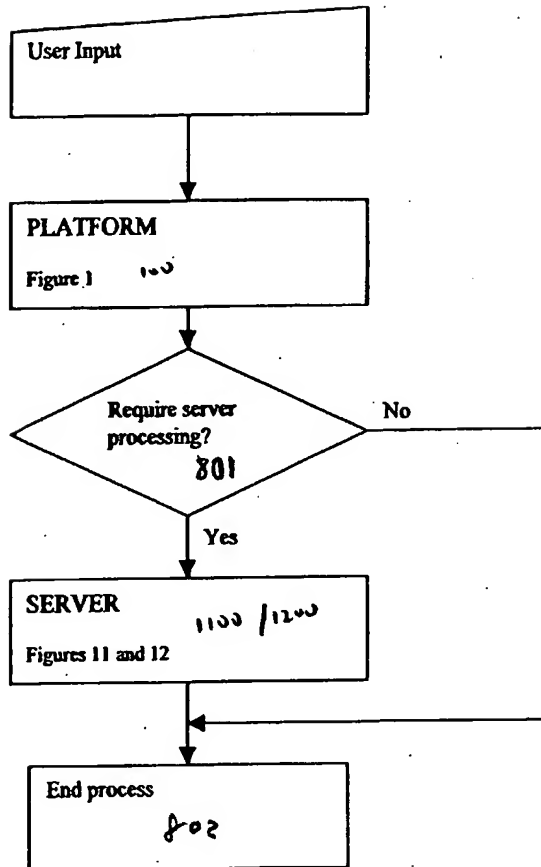 User Input
PLATFORM
Figure 1 100
Require server
processing?
801
No
Yes
SERVER
1100 / 1200
Figures 11 and 12
End process
802